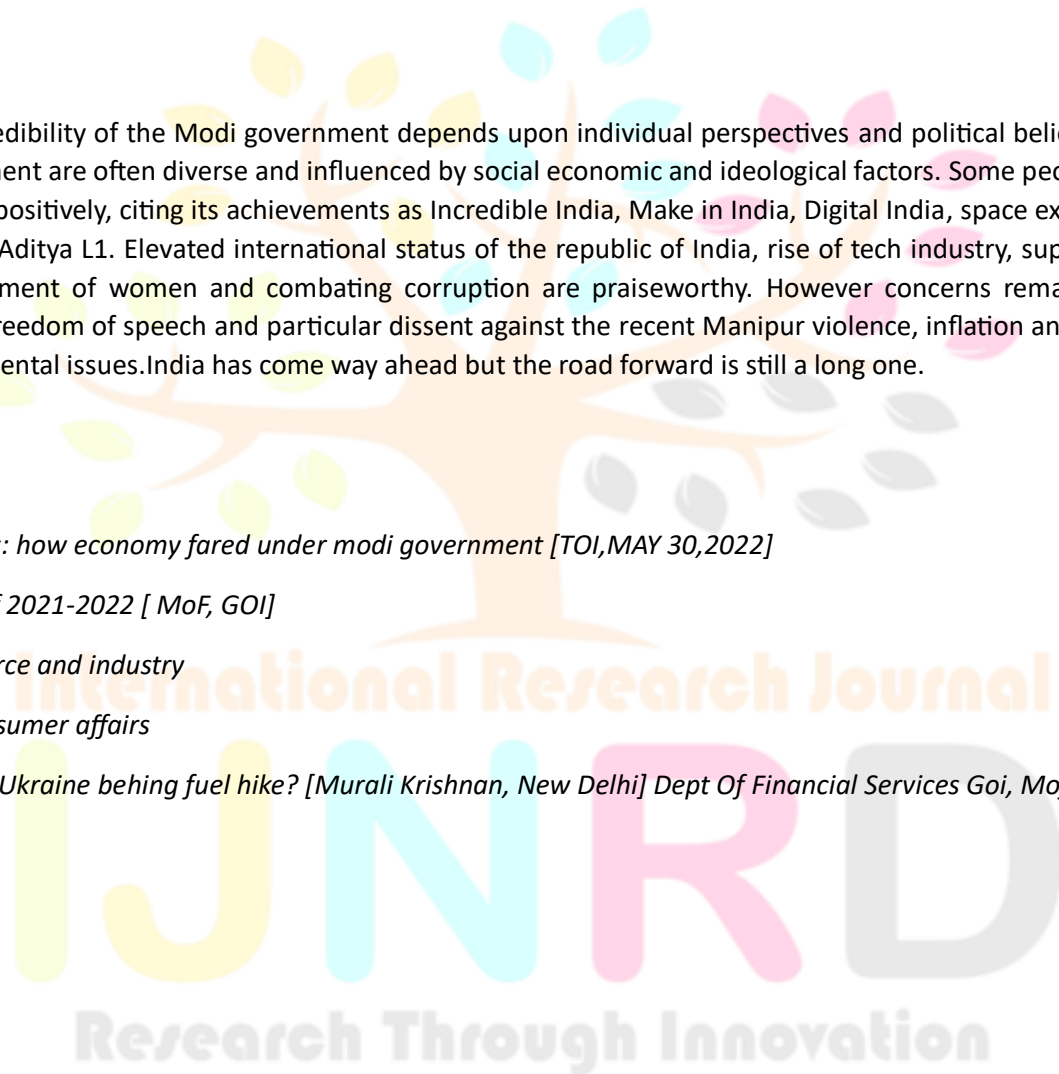 edibility of the Modi government depends upon individual perspectives and political belie
ment are often diverse and influenced by social economic and ideological factors. Some peo
positively, citing its achievements as Incredible India, Make in India, Digital India, space ex
Aditya L1. Elevated international status of the republic of India, rise of tech industry, sup
ment of women and combating corruption are praiseworthy. However concerns rema
reedom of speech and particular dissent against the recent Manipur violence, inflation an
ental issues.India has come way ahead but the road forward is still a long one.
: how economy fared under modi government [TOI,MAY 30,2022]
f 2021-2022 [ MoF, GOI]
rce and industry
International Research Journal
sumer affairs
Ukraine behing fuel hike? [Murali Krishnan, New Delhi] Dept Of Financial Services Goi, Mo
IJNRD
Research Through Innovation